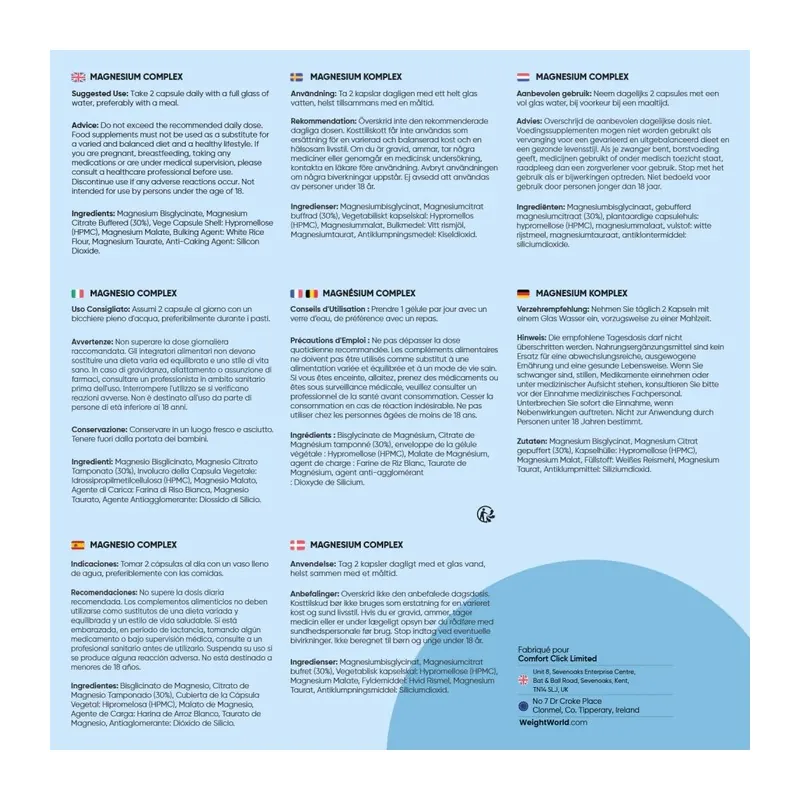 MAGNESIUM COMPLEX
Suggested Use: Take 2 capsule daily with a full glass of
water, preferably with a meal.
Advice: Do not exceed the recommended daily dose.
Food supplements must not be used as a substitute for
a varied and balanced diet and a healthy lifestyle. If
you are pregnant, breastfeeding, taking any
medications or are under medical supervision, please
consult a healthcare professional before use.
Discontinue use if any adverse reactions occur. Not
intended for use by persons under the age of 18.
Ingredients: Magnesium Bisglycinate, Magnesium
Citrate Buffered (30%), Vege Capsule Shell: Hypromellose
(HPMC), Magnesium Malate, Bulking Agent: White Rice
Flour, Magnesium Taurate, Anti-Caking Agent: Silicon
Dioxide.
MAGNESIUM KOMPLEX
Användning: Ta 2 kapslar dagligen med ett helt glas
vatten, helst tillsammans med en måltid.
Rekommendation: Överskrid inte den rekommenderade
dagliga dosen. Kosttillskott får inte användas som
ersättning för en varierad och balanserad kost och en
hälsosam livsstil. Om du är gravid, ammar, tar några
mediciner eller genomgår en medicinsk undersökning,
kontakta en läkare före användning. Avbryt användningen
om några biverkningar uppstår. Ej avsedd att användas
av personer under 18 år.
Ingredienser: Magnesiumbisglycinat, Magnesiumcitrat
buffrad (30%), Vegetabiliskt kapselskal: Hypromellos
(HPMC), Magnesiummalat, Bulkmedel: Vitt rismjöl,
Magnesiumtaurat, Antiklumpningsmedel: Kiseldioxid.
MAGNESIUM COMPLEX
Aanbevolen gebruik: Neem dagelijks 2 capsules met een
vol glas water, bij voorkeur bij een maaltijd.
Advies: Overschrijd de aanbevolen dagelijkse dosis niet.
Voedingssupplementen mogen niet worden gebruikt als
vervanging voor een gevarieerd en uitgebalanceerd dieet en
een gezonde levensstijl. Als je zwanger bent, borstvoeding
geeft, medicijnen gebruikt of onder medisch toezicht staat,
raadpleeg dan een zorgverlener voor gebruik. Stop met het
gebruik als er bijwerkingen optreden. Niet bedoeld voor
gebruik door personen jonger dan 18 jaar.
Ingrediënten: Magnesiumbisglycinaat, gebufferd
magnesiumcitraat (30%), plantaardige capsulehuls:
hypromellose (HPMC), magnesiummalaat, vulstof: witte
rijstmeel, magnesiumtauraat, antiklontermiddel:
siliciumdioxide.
MAGNESIO COMPLEX
Uso Consigliato: Assumi 2 capsule al giorno con un
bicchiere pieno d'acqua, preferibilmente durante i pasti.
Avvertenze: Non superare la dose giornaliera
raccomandata. Gli integratori alimentari non devono
sostituire una dieta varia ed equilibrata e uno stile di vita
sano. In caso di gravidanza, allattamento o assunzione di
farmaci, consultare un professionista in ambito sanitario
prima dell'uso. Interrompere l'utilizzo se si verificano
reazioni avverse. Non è destinato all'uso da parte di
persone di età inferiore ai 18 anni.
Conservazione: Conservare in un luogo fresco e asciutto.
Tenere fuori dalla portata dei bambini.
Ingredienti: Magnesio Bisglicinato, Magnesio Citrato
Tamponato (30%), Involucro della Capsula Vegetale:
Idrossipropilmetilcellulosa (HPMC), Magnesio Malato,
Agente di Carica: Farina di Riso Bianca, Magnesio
Taurato, Agente Antiagglomerante: Diossido di Silicio.
MAGNÉSIUM COMPLEX
Conseils d'Utilisation : Prendre 1 gélule par jour avec un
verre d'eau, de préférence avec un repas.
Précautions d'Emploi : Ne pas dépasser la dose
quotidienne recommandée. Les compléments alimentaires
ne doivent pas être utilisés comme substitut à une
alimentation variée et équilibrée et à un mode de vie sain.
Si vous êtes enceinte, allaitez, prenez des médicaments ou
êtes sous surveillance médicale, veuillez consulter un
professionnel de la santé avant consommation. Cesser la
consommation en cas de réaction indésirable. Ne pas
utiliser chez les personnes âgées de moins de 18 ans.
Ingrédients : Bisglycinate de Magnésium, Citrate de
Magnésium tamponné (30%), enveloppe de la gélule
végétale : Hypromellose (HPMC), Malate de Magnésium,
agent de charge : Farine de Riz Blanc, Taurate de
Magnésium, agent anti-agglomérant
: Dioxyde de Silicium.
MAGNESIUM KOMPLEX
Verzehrempfehlung: Nehmen Sie täglich 2 Kapseln mit
einem Glas Wasser ein, vorzugsweise zu einer Mahlzeit.
Hinweis: Die empfohlene Tagesdosis darf nicht
überschritten werden. Nahrungsergänzungsmittel sind kein
Ersatz für eine abwechslungsreiche, ausgewogene
Ernährung und eine gesunde Lebensweise. Wenn Sie
schwanger sind, stillen, Medikamente einnehmen oder
unter medizinischer Aufsicht stehen, konsultieren Sie bitte
vor der Einnahme medizinisches Fachpersonal.
Unterbrechen Sie sofort die Einnahme, wenn
Nebenwirkungen auftreten. Nicht zur Anwendung durch
Personen unter 18 Jahren bestimmt.
Zutaten: Magnesium Bisglycinat, Magnesium Citrat
gepuffert (30%), Kapselhülle: Hypromellose (HPMC),
Magnesium Malat, Füllstoff: Weißes Reismehl, Magnesium
Taurat, Antiklumpmittel: Siliziumdioxid.
MAGNESIO COMPLEX
Indicaciones: Tomar 2 cápsulas al día con un vaso lleno
de agua, preferiblemente con las comidas.
Recomendaciones: No supere la dosis diaria
recomendada. Los complementos alimenticios no deben
utilizarse como sustitutos de una dieta variada y
equilibrada y un estilo de vida saludable. Si está
embarazada, en período de lactancia, tomando algún
medicamento o bajo supervisión médica, consulte a un
profesional sanitario antes de utilizarlo. Suspenda su uso si
se produce alguna reacción adversa. No está destinado a
menores de 18 años.
Ingredientes: Bisglicinato de Magnesio, Citrato de
Magnesio Tamponado (30%), Cubierta de la Cápsula
Vegetal: Hipromelosa (HPMC), Malato de Magnesio,
Agente de Carga: Harina de Arroz Blanco, Taurato de
Magnesio, Antiaglomerante: Dióxido de Silicio.
MAGNESIUM COMPLEX
Anvendelse: Tag 2 kapsler dagligt med et glas vand,
helst sammen med et måltid.
Anbefalinger: Overskrid ikke den anbefalede dagsdosis.
Kosttilskud bør ikke bruges som erstatning for en varieret
kost og sund livsstil. Hvis du er gravid, ammer, tager
medicin eller er under lægeligt opsyn bør du rådføre med
sundhedspersonale før brug. Stop indtag ved eventuelle
bivirkninger. Ikke beregnet til børn og unge under 18 år.
Ingredienser: Magnesiumbisglycinat, Magnesiumcitrat
bufret (30%), Vegetablisk kapselskal: Hypromellose (HPMC),
Magnesium Malate, Fyldemiddel: Hvid Rismel, Magnesium
Taurat, Antiklumpningsmiddel: Siliciumdioxid.
Fabriqué pour
Comfort Click Limited
Unit 8, Sevenoaks Enterprise Centre,
Bat & Ball Road, Sevenoaks, Kent,
TN14 5LJ, UK
No 7 Dr Croke Place
Clonmel, Co. Tipperary, Ireland
WeightWorld.com